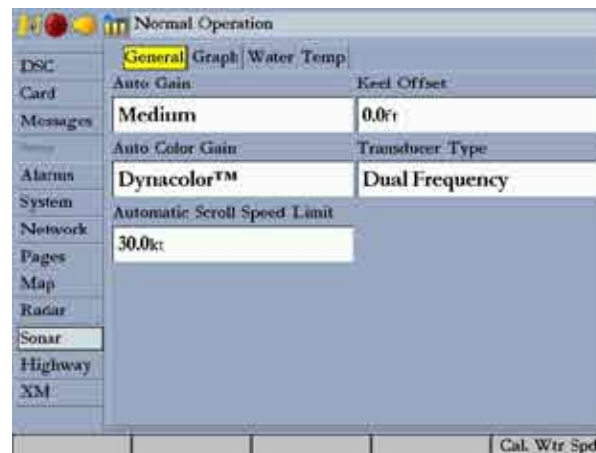 Normal Operation
General Graph Water Temp
DSC
Card
Messages
Alarms
System
Network
Pages
Map
Radar
Sonar
Highway
XM
Auto Gain
Medium
Keel Offset
0.0ft
Auto Color Gain
Dynacolor™
Transducer Type
Dual Frequency
Automatic Scroll Speed Limit
30.0kt
Cal. Wtr Spd